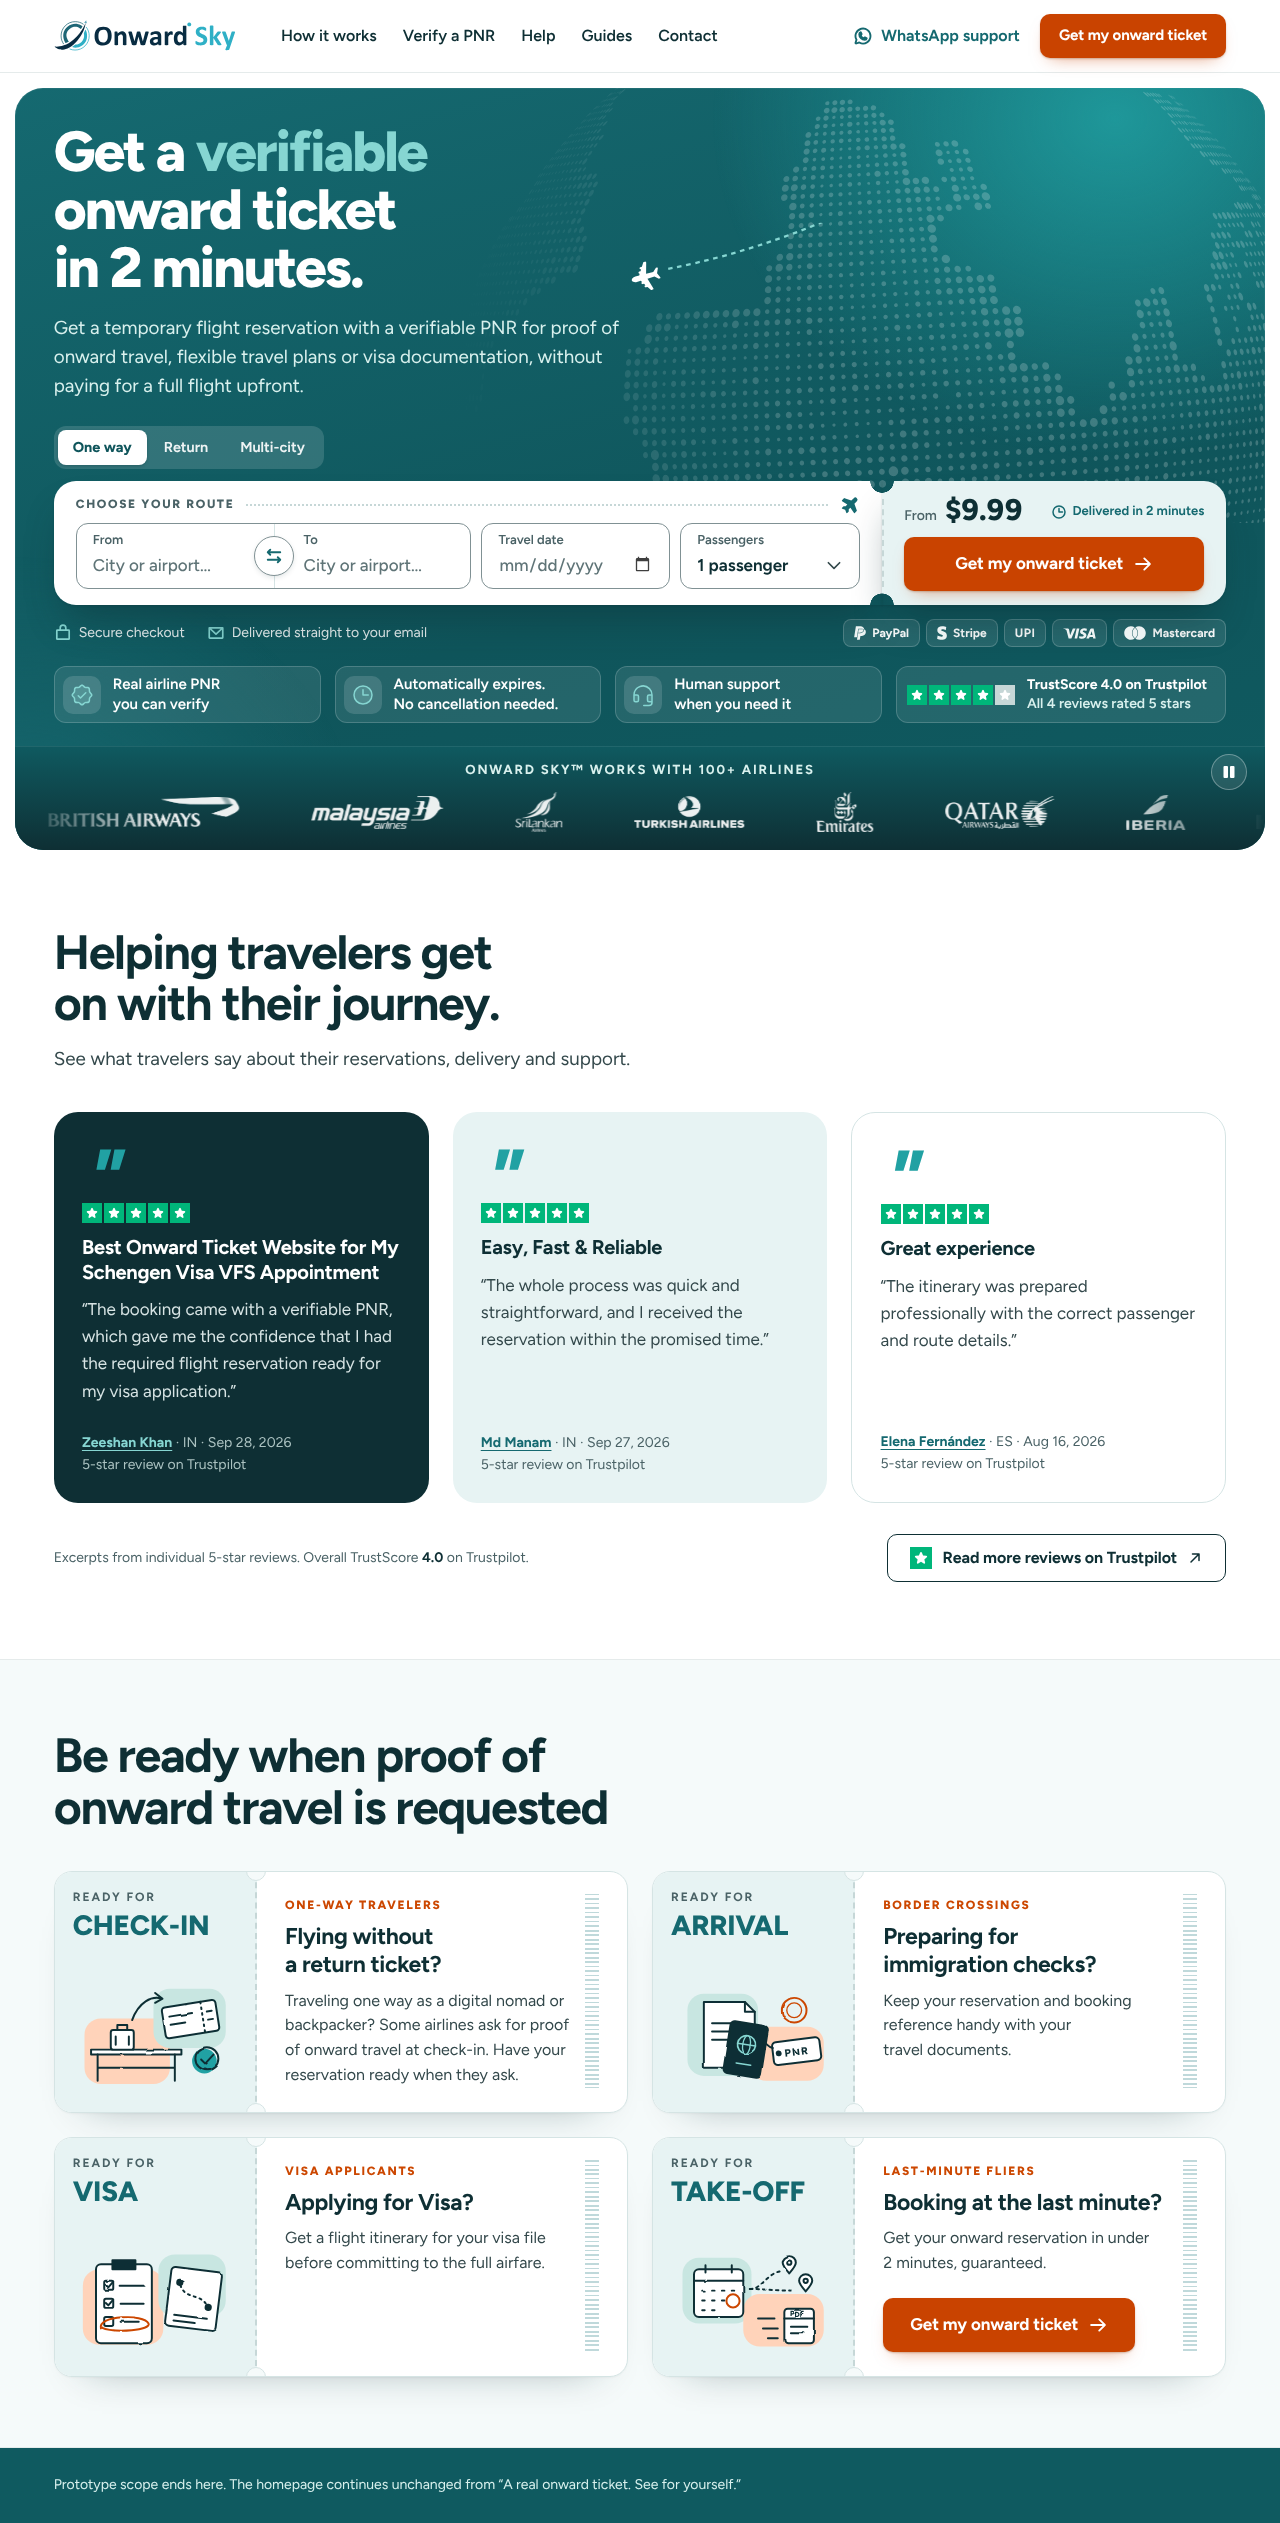 Onward Sky
How it works Verify a PNR Help Guides Contact
WhatsApp support
Get my onward ticket
Get a verifiable
onward ticket
in 2 minutes.
Get a temporary flight reservation with a verifiable PNR for proof of
onward travel, flexible travel plans or visa documentation, without
paying for a full flight upfront.
One way Return Multi-city
CHOOSE YOUR ROUTE
From
City or airport...
To
City or airport...
Travel date
mm/dd/yyyy
Passengers
1 passenger
From $9.99
Delivered in 2 minutes
Get my onward ticket
Secure checkout
Delivered straight to your email
PayPal
Stripe
UPI
VISA
Mastercard
Real airline PNR
you can verify
Automatically expires.
No cancellation needed.
Human support
when you need it
TrustScore 4.0 on Trustpilot
All 4 reviews rated 5 stars
ONWARD SKY™ WORKS WITH 100+ AIRLINES
BRITISH AIRWAYS
malaysia
airlines
SriLankan
Airlines
TURKISH AIRLINES
Emirates
QATAR
AIRWAYS القطرية
IBERIA
Helping travelers get
on with their journey.
See what travelers say about their reservations, delivery and support.
Best Onward Ticket Website for My
Schengen Visa VFS Appointment
“The booking came with a verifiable PNR,
which gave me the confidence that I had
the required flight reservation ready for
my visa application.”
Zeeshan Khan · IN · Sep 28, 2026
5-star review on Trustpilot
Easy, Fast & Reliable
“The whole process was quick and
straightforward, and I received the
reservation within the promised time.”
Md Manam · IN · Sep 27, 2026
5-star review on Trustpilot
Great experience
“The itinerary was prepared
professionally with the correct passenger
and route details.”
Elena Fernández · ES · Aug 16, 2026
5-star review on Trustpilot
Excerpts from individual 5-star reviews. Overall TrustScore 4.0 on Trustpilot.
Read more reviews on Trustpilot
Be ready when proof of
onward travel is requested
READY FOR
CHECK-IN
ONE-WAY TRAVELERS
Flying without
a return ticket?
Traveling one way as a digital nomad or
backpacker? Some airlines ask for proof
of onward travel at check-in. Have your
reservation ready when they ask.
READY FOR
ARRIVAL
PNR
BORDER CROSSINGS
Preparing for
immigration checks?
Keep your reservation and booking
reference handy with your
travel documents.
READY FOR
VISA
VISA APPLICANTS
Applying for Visa?
Get a flight itinerary for your visa file
before committing to the full airfare.
READY FOR
TAKE-OFF
PDF
LAST-MINUTE FLIERS
Booking at the last minute?
Get your onward reservation in under
2 minutes, guaranteed.
Get my onward ticket
Prototype scope ends here. The homepage continues unchanged from “A real onward ticket. See for yourself.”